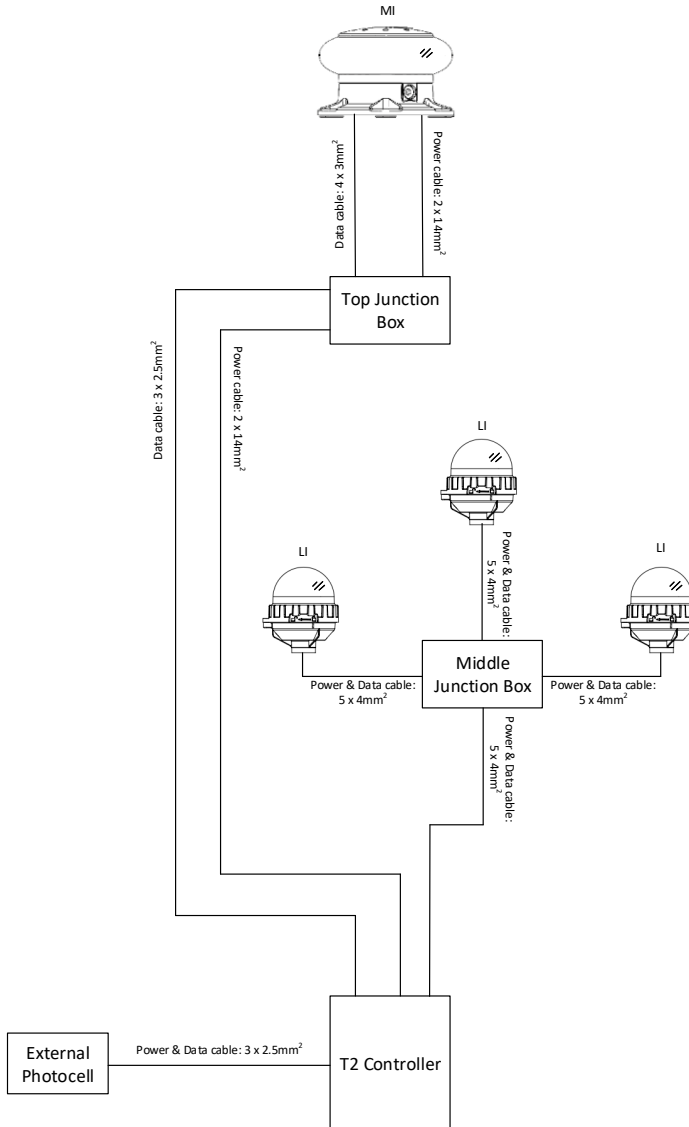 MI
Data cable: 4 x 3mm²
Power cable: 2 x 14mm²
Top Junction
Box
Data cable: 3 x 2.5mm²
Power cable: 2 x 14mm²
LI
Power & Data cable:
5 x 4mm²
LI
LI
Middle
Junction Box
Power & Data cable:
5 x 4mm²
Power & Data cable:
5 x 4mm²
Power & Data cable:
5 x 4mm²
External
Photocell
Power & Data cable: 3 x 2.5mm²
T2 Controller